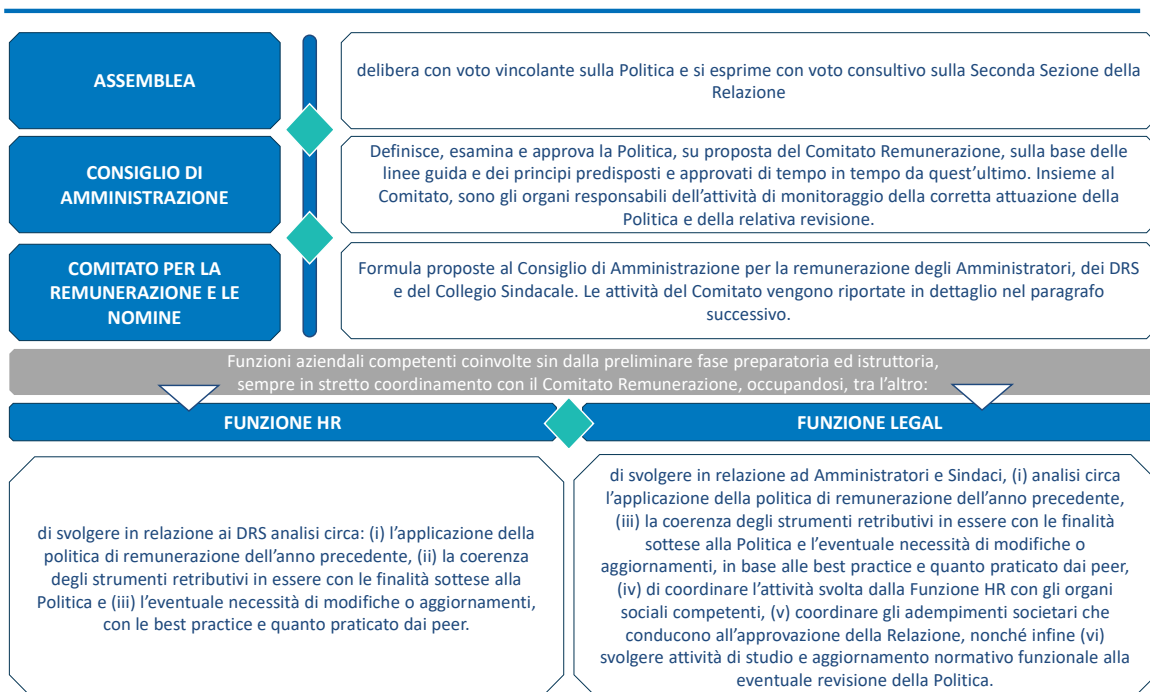 ASSEMBLEA
delibera con voto vincolante sulla Politica e si esprime con voto consultivo sulla Seconda Sezione della
Relazione
CONSIGLIO DI
AMMINISTRAZIONE
Definisce, esamina e approva la Politica, su proposta del Comitato Remunerazione, sulla base delle
linee guida e dei principi predisposti e approvati di tempo in tempo da quest'ultimo. Insieme al
Comitato, sono gli organi responsabili dell'attività di monitoraggio della corretta attuazione della
Politica e della relativa revisione.
COMITATO PER LA
REMUNERAZIONE E LE
NOMINE
Formula proposte al Consiglio di Amministrazione per la remunerazione degli Amministratori, dei DRS
e del Collegio Sindacale. Le attività del Comitato vengono riportate in dettaglio nel paragrafo
successivo.
Funzioni aziendali competenti coinvolte sin dalla preliminare fase preparatoria ed istruttoria,
sempre in stretto coordinamento con il Comitato Remunerazione, occupandosi, tra l'altro:
FUNZIONE HR
di svolgere in relazione ai DRS analisi circa: (i) l'applicazione della
politica di remunerazione dell'anno precedente, (ii) la coerenza
degli strumenti retributivi in essere con le finalità sottese alla
Politica e (iii) l'eventuale necessità di modifiche o aggiornamenti,
con le best practice e quanto praticato dai peer.
FUNZIONE LEGAL
di svolgere in relazione ad Amministratori e Sindaci, (i) analisi circa
l'applicazione della politica di remunerazione dell'anno precedente,
(iii) la coerenza degli strumenti retributivi in essere con le finalità
sottese alla Politica e l'eventuale necessità di modifiche o
aggiornamenti, in base alle best practice e quanto praticato dai peer,
(iv) di coordinare l'attività svolta dalla Funzione HR con gli organi
sociali competenti, (v) coordinare gli adempimenti societari che
conducono all'approvazione della Relazione, nonché infine (vi)
svolgere attività di studio e aggiornamento normativo funzionale alla
eventuale revisione della Politica.